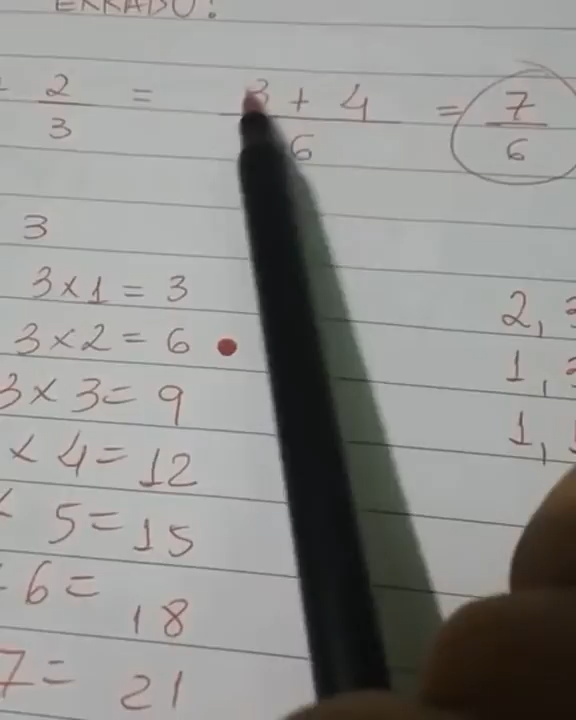 ERRADO!
2/3 = 3 + 4/6 = 7/6
3
3 x 1 = 3
3 x 2 = 6 •
3 x 3 = 9
x 4 = 12
x 5 = 15
6 = 18
7 = 21
2,
1,
1,